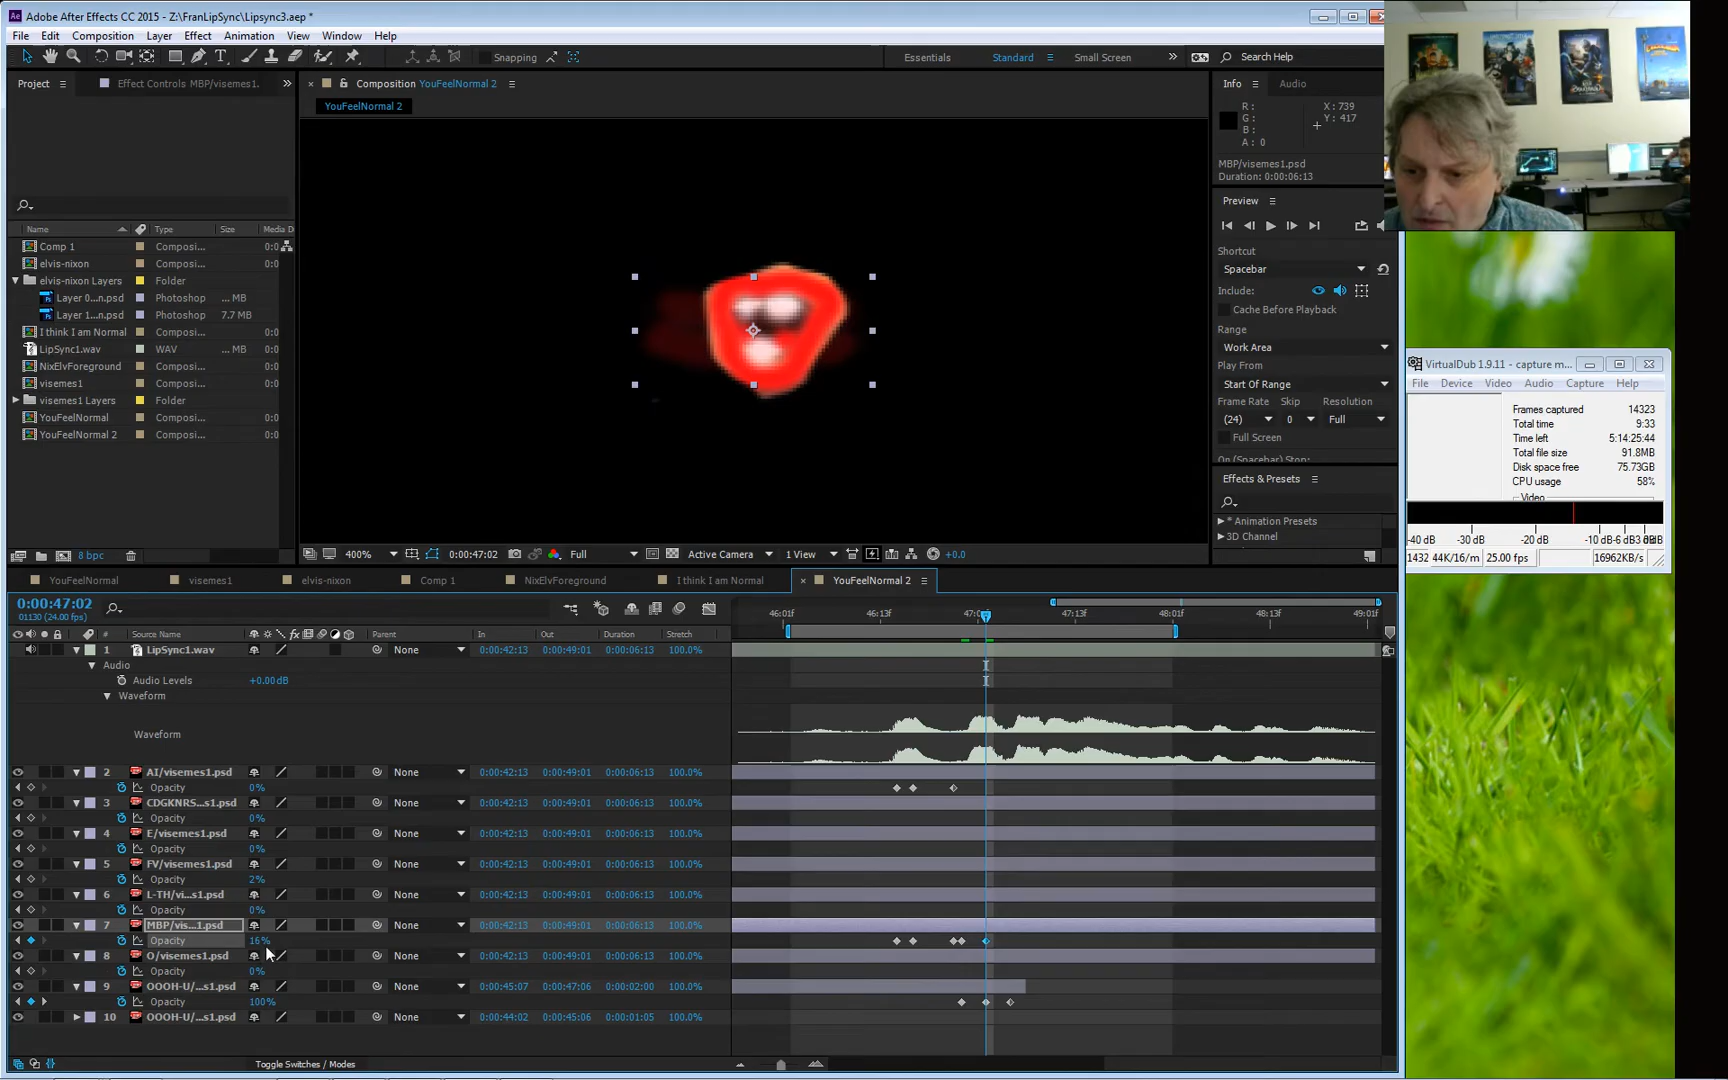 Adobe After Effects CC 2015 - Z:\FranLipSync\Lipsync3.aep *
File Edit Composition Layer Effect Animation View Window Help
Snapping
Essentials Standard Small Screen Search Help
Project Effect Controls MBP/visemes1.
Composition YouFeelNormal 2
YouFeelNormal 2
Info Audio
R :
G :
B :
A : 0
X : 739
Y : 417
MBP/visemes1.psd
Duration: 0:00:06:13
Preview
Shortcut
Spacebar
Include:
Cache Before Playback
Range
Work Area
Play From
Start Of Range
Frame Rate Skip Resolution
(24) 0 Full
Full Screen
On (Spacebar) Stop:
Effects & Presets
* Animation Presets
3D Channel
Name Type Size Media D
Comp 1 Composi... 0:0
elvis-nixon Composi... 0:0
elvis-nixon Layers Folder
Layer 0...n.psd Photoshop ... MB
Layer 1...n.psd Photoshop 7.7 MB
I think I am Normal Composi... 0:0
LipSync1.wav WAV ... MB 0:0
NixElvForeground Composi... 0:0
visemes1 Composi... 0:0
visemes1 Layers Folder
YouFeelNormal Composi... 0:0
YouFeelNormal 2 Composi... 0:0
8 bpc
400% 0:00:47:02 Full Active Camera 1 View +0.0
VirtualDub 1.9.11 - capture m...
File Device Video Audio Capture Help
Frames captured 14323
Total time 9:33
Time left 5:14:25:44
Total file size 91.8MB
Disk space free 75.73GB
CPU usage 58%
Video
-40 dB -30 dB -20 dB
1432 44K/16/m 25.00 fps 16962KB/s
YouFeelNormal visemes1 elvis-nixon Comp 1 NixElvForeground I think I am Normal YouFeelNormal 2
0:00:47:02
01130 (24.00 fps)
46:01f 46:13f 47:0 47:13f 48:01f 48:13f 49:01f
# Source Name Parent In Out Duration Stretch
1 LipSync1.wav None 0:00:42:13 0:00:49:01 0:00:06:13 100.0%
Audio
Audio Levels +0.00dB
Waveform
Waveform
2 AI/visemes1.psd None 0:00:42:13 0:00:49:01 0:00:06:13 100.0%
Opacity 0%
3 CDGKNRS...s1.psd None 0:00:42:13 0:00:49:01 0:00:06:13 100.0%
Opacity 0%
4 E/visemes1.psd None 0:00:42:13 0:00:49:01 0:00:06:13 100.0%
Opacity 0%
5 FV/visemes1.psd None 0:00:42:13 0:00:49:01 0:00:06:13 100.0%
Opacity 2%
6 L-TH/vi...s1.psd None 0:00:42:13 0:00:49:01 0:00:06:13 100.0%
Opacity 0%
7 MBP/vis...1.psd None 0:00:42:13 0:00:49:01 0:00:06:13 100.0%
Opacity 16%
8 O/visemes1.psd None 0:00:42:13 0:00:49:01 0:00:06:13 100.0%
Opacity 0%
9 OOOH-U/...s1.psd None 0:00:45:07 0:00:47:06 0:00:02:00 100.0%
Opacity 100%
10 OOOH-U/...s1.psd None 0:00:44:02 0:00:45:06 0:00:01:05 100.0%
Toggle Switches / Modes